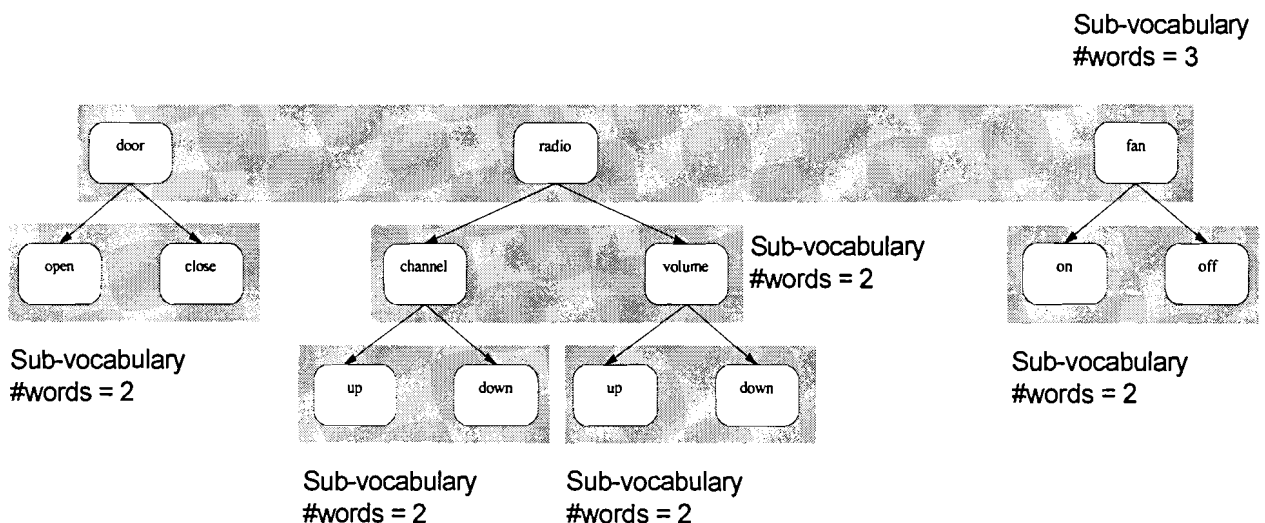 Sub-vocabulary
#words = 3
door
radio
fan
open
close
channel
volume
Sub-vocabulary
#words = 2
on
off
Sub-vocabulary
#words = 2
up
down
up
down
Sub-vocabulary
#words = 2
Sub-vocabulary
#words = 2
Sub-vocabulary
#words = 2